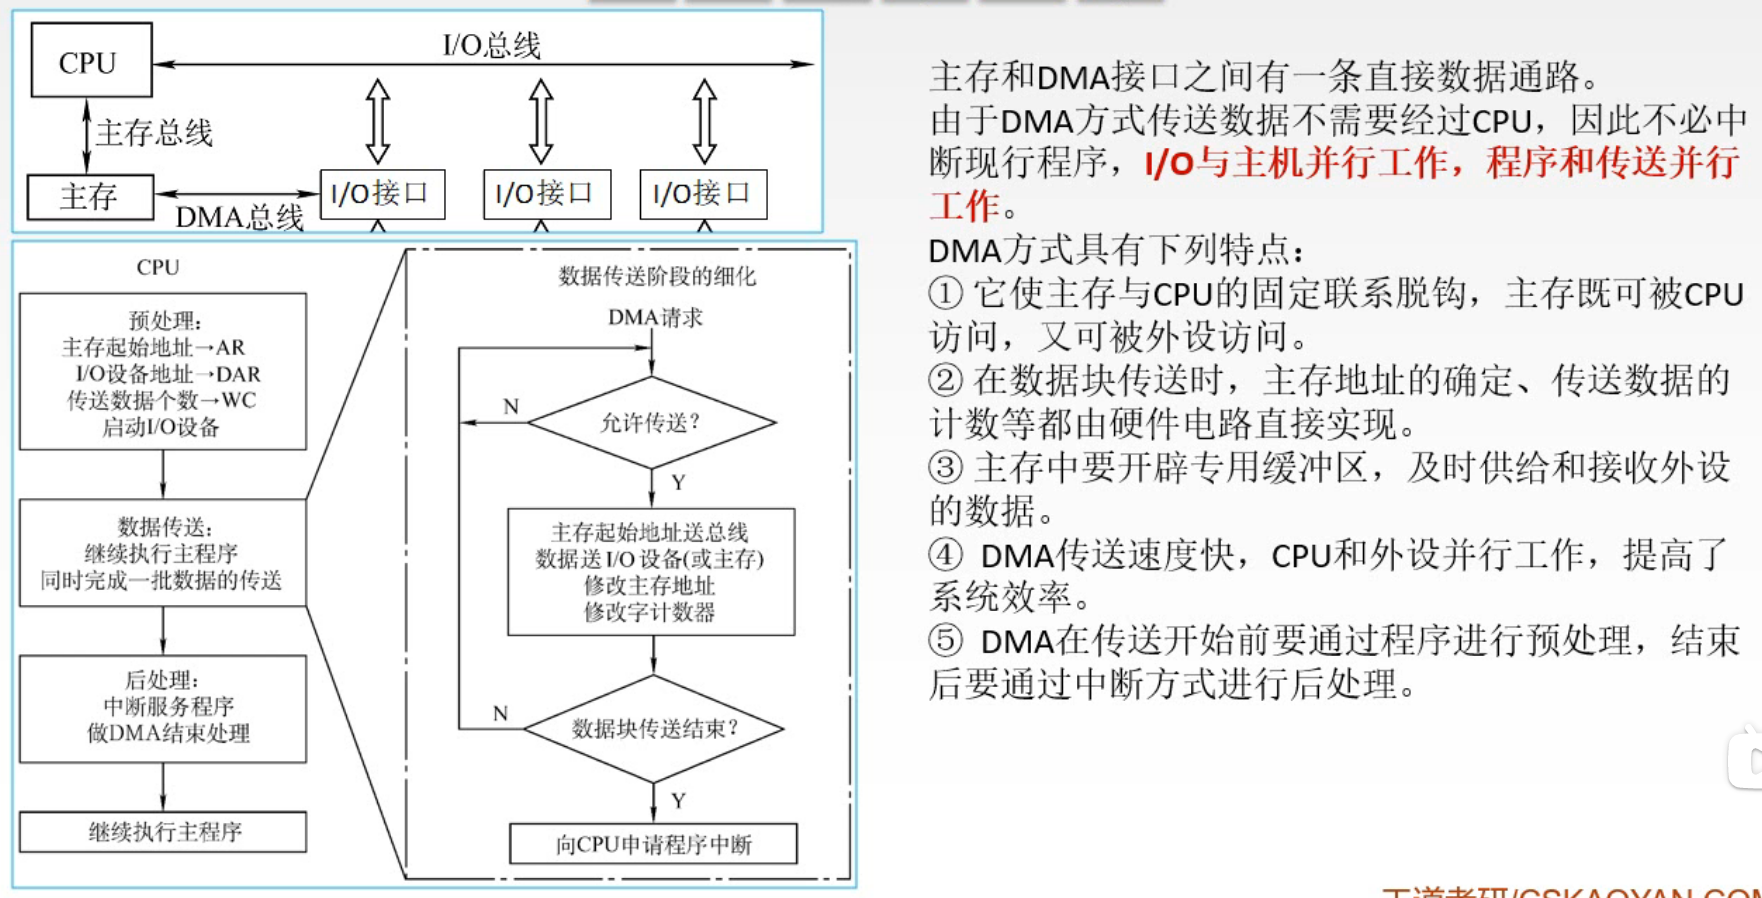 CPU
I/O总线
主存总线
主存
DMA总线
I/O接口
I/O接口
I/O接口
CPU
预处理：
主存起始地址→AR
I/O设备地址→DAR
传送数据个数→WC
启动I/O设备
数据传送：
继续执行主程序
同时完成一批数据的传送
后处理：
中断服务程序
做DMA结束处理
继续执行主程序
数据传送阶段的细化
DMA请求
允许传送？
N
Y
主存起始地址送总线
数据送I/O设备(或主存)
修改主存地址
修改字计数器
数据块传送结束？
N
Y
向CPU申请程序中断
主存和DMA接口之间有一条直接数据通路。
由于DMA方式传送数据不需要经过CPU，因此不必中
断现行程序，I/O与主机并行工作，程序和传送并行
工作。
DMA方式具有下列特点：
① 它使主存与CPU的固定联系脱钩，主存既可被CPU
访问，又可被外设访问。
② 在数据块传送时，主存地址的确定、传送数据的
计数等都由硬件电路直接实现。
③ 主存中要开辟专用缓冲区，及时供给和接收外设
的数据。
④ DMA传送速度快，CPU和外设并行工作，提高了
系统效率。
⑤ DMA在传送开始前要通过程序进行预处理，结束
后要通过中断方式进行后处理。
王道考研/CSKAOYAN.COM